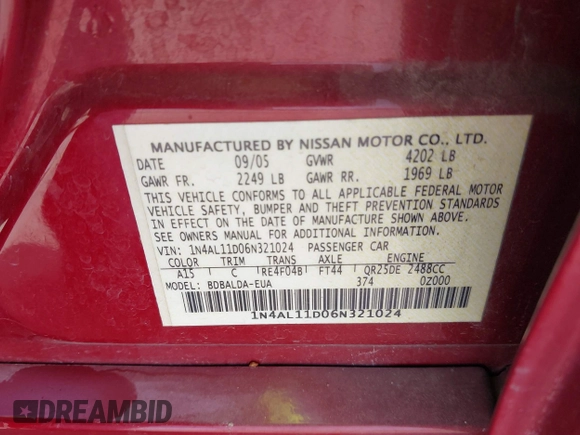 MANUFACTURED BY NISSAN MOTOR CO., LTD.
DATE 09/05 GVWR 4202 LB
GAWR FR. 2249 LB GAWR RR. 1969 LB
THIS VEHICLE CONFORMS TO ALL APPLICABLE FEDERAL MOTOR
VEHICLE SAFETY, BUMPER AND THEFT PREVENTION STANDARDS
IN EFFECT ON THE DATE OF MANUFACTURE SHOWN ABOVE.
SEE OWNERS MANUAL FOR ADDITIONAL INFORMATION.
VIN: 1N4AL11D06N321024 PASSENGER CAR
COLOR TRIM TRANS AXLE ENGINE
A15 C RE4F04B FT44 QR25DE 2488CC
MODEL: BDBALDA-EUA 374 0Z000
1N4AL11D06N321024
DREAMBID